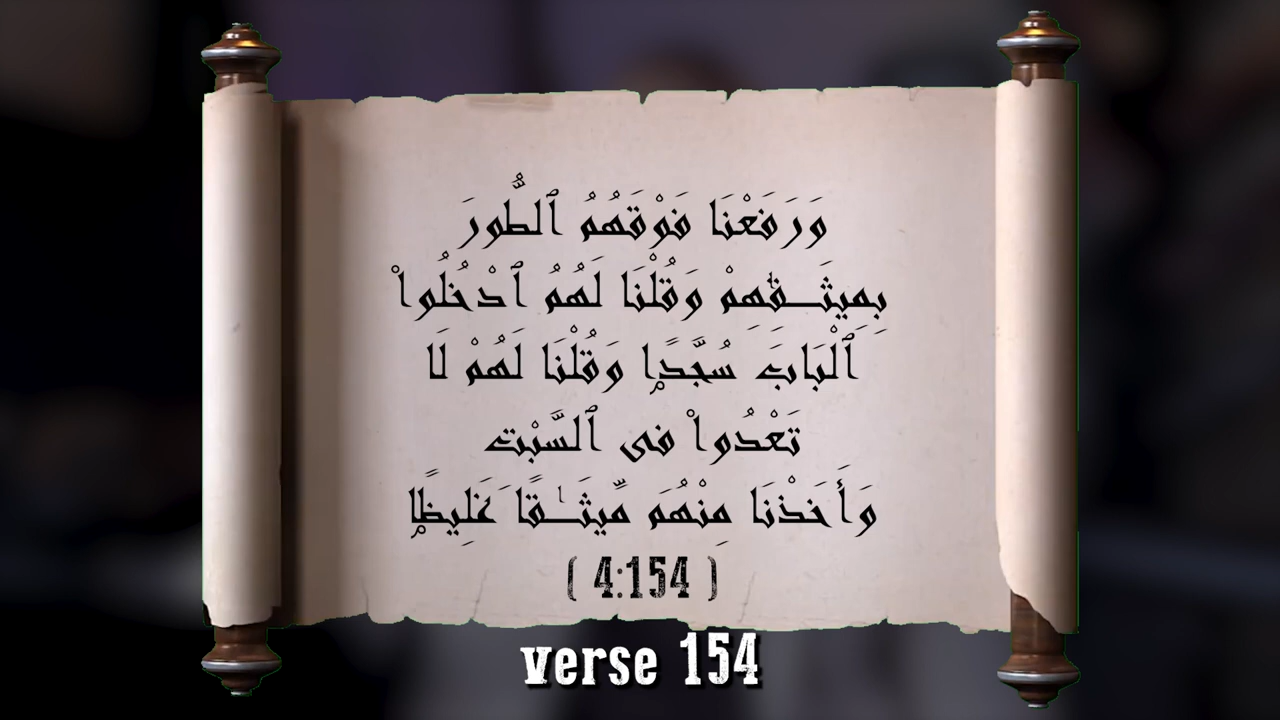 وَرَفَعْنَا فَوْقَهُمُ ٱلطُّورَ
بِمِيثَـٰقِهِمْ وَقُلْنَا لَهُمُ ٱدْخُلُوا۟
ٱلْبَابَ سُجَّدًۭا وَقُلْنَا لَهُمْ لَا
تَعْدُوا۟ فِى ٱلسَّبْتِ
وَأَخَذْنَا مِنْهُم مِّيثَـٰقًا غَلِيظًۭا
( 4:154 )
verse 154